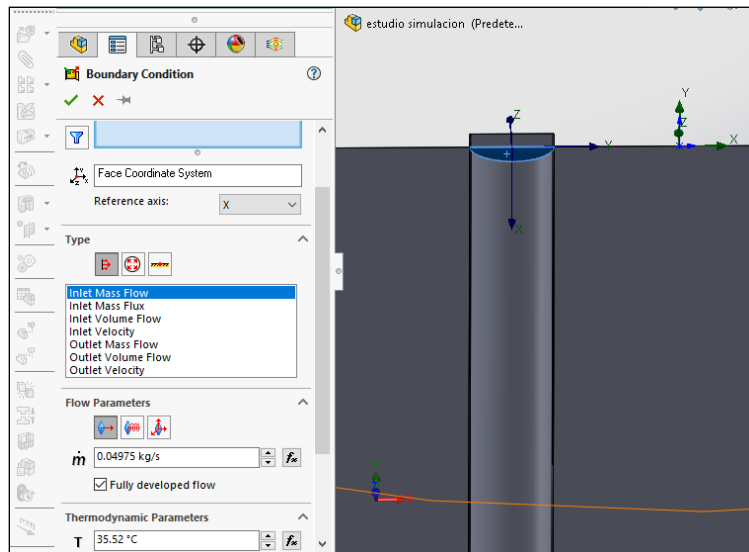 estudio simulacion (Predete...
Boundary Condition
Face Coordinate System
Reference axis:
X
Type
Inlet Mass Flow
Inlet Mass Flux
Inlet Volume Flow
Inlet Velocity
Outlet Mass Flow
Outlet Volume Flow
Outlet Velocity
Flow Parameters
ṁ 0.04975 kg/s
fx
Fully developed flow
Thermodynamic Parameters
T 35.52 °C
fx
Z
Y
X
Y
Z
X